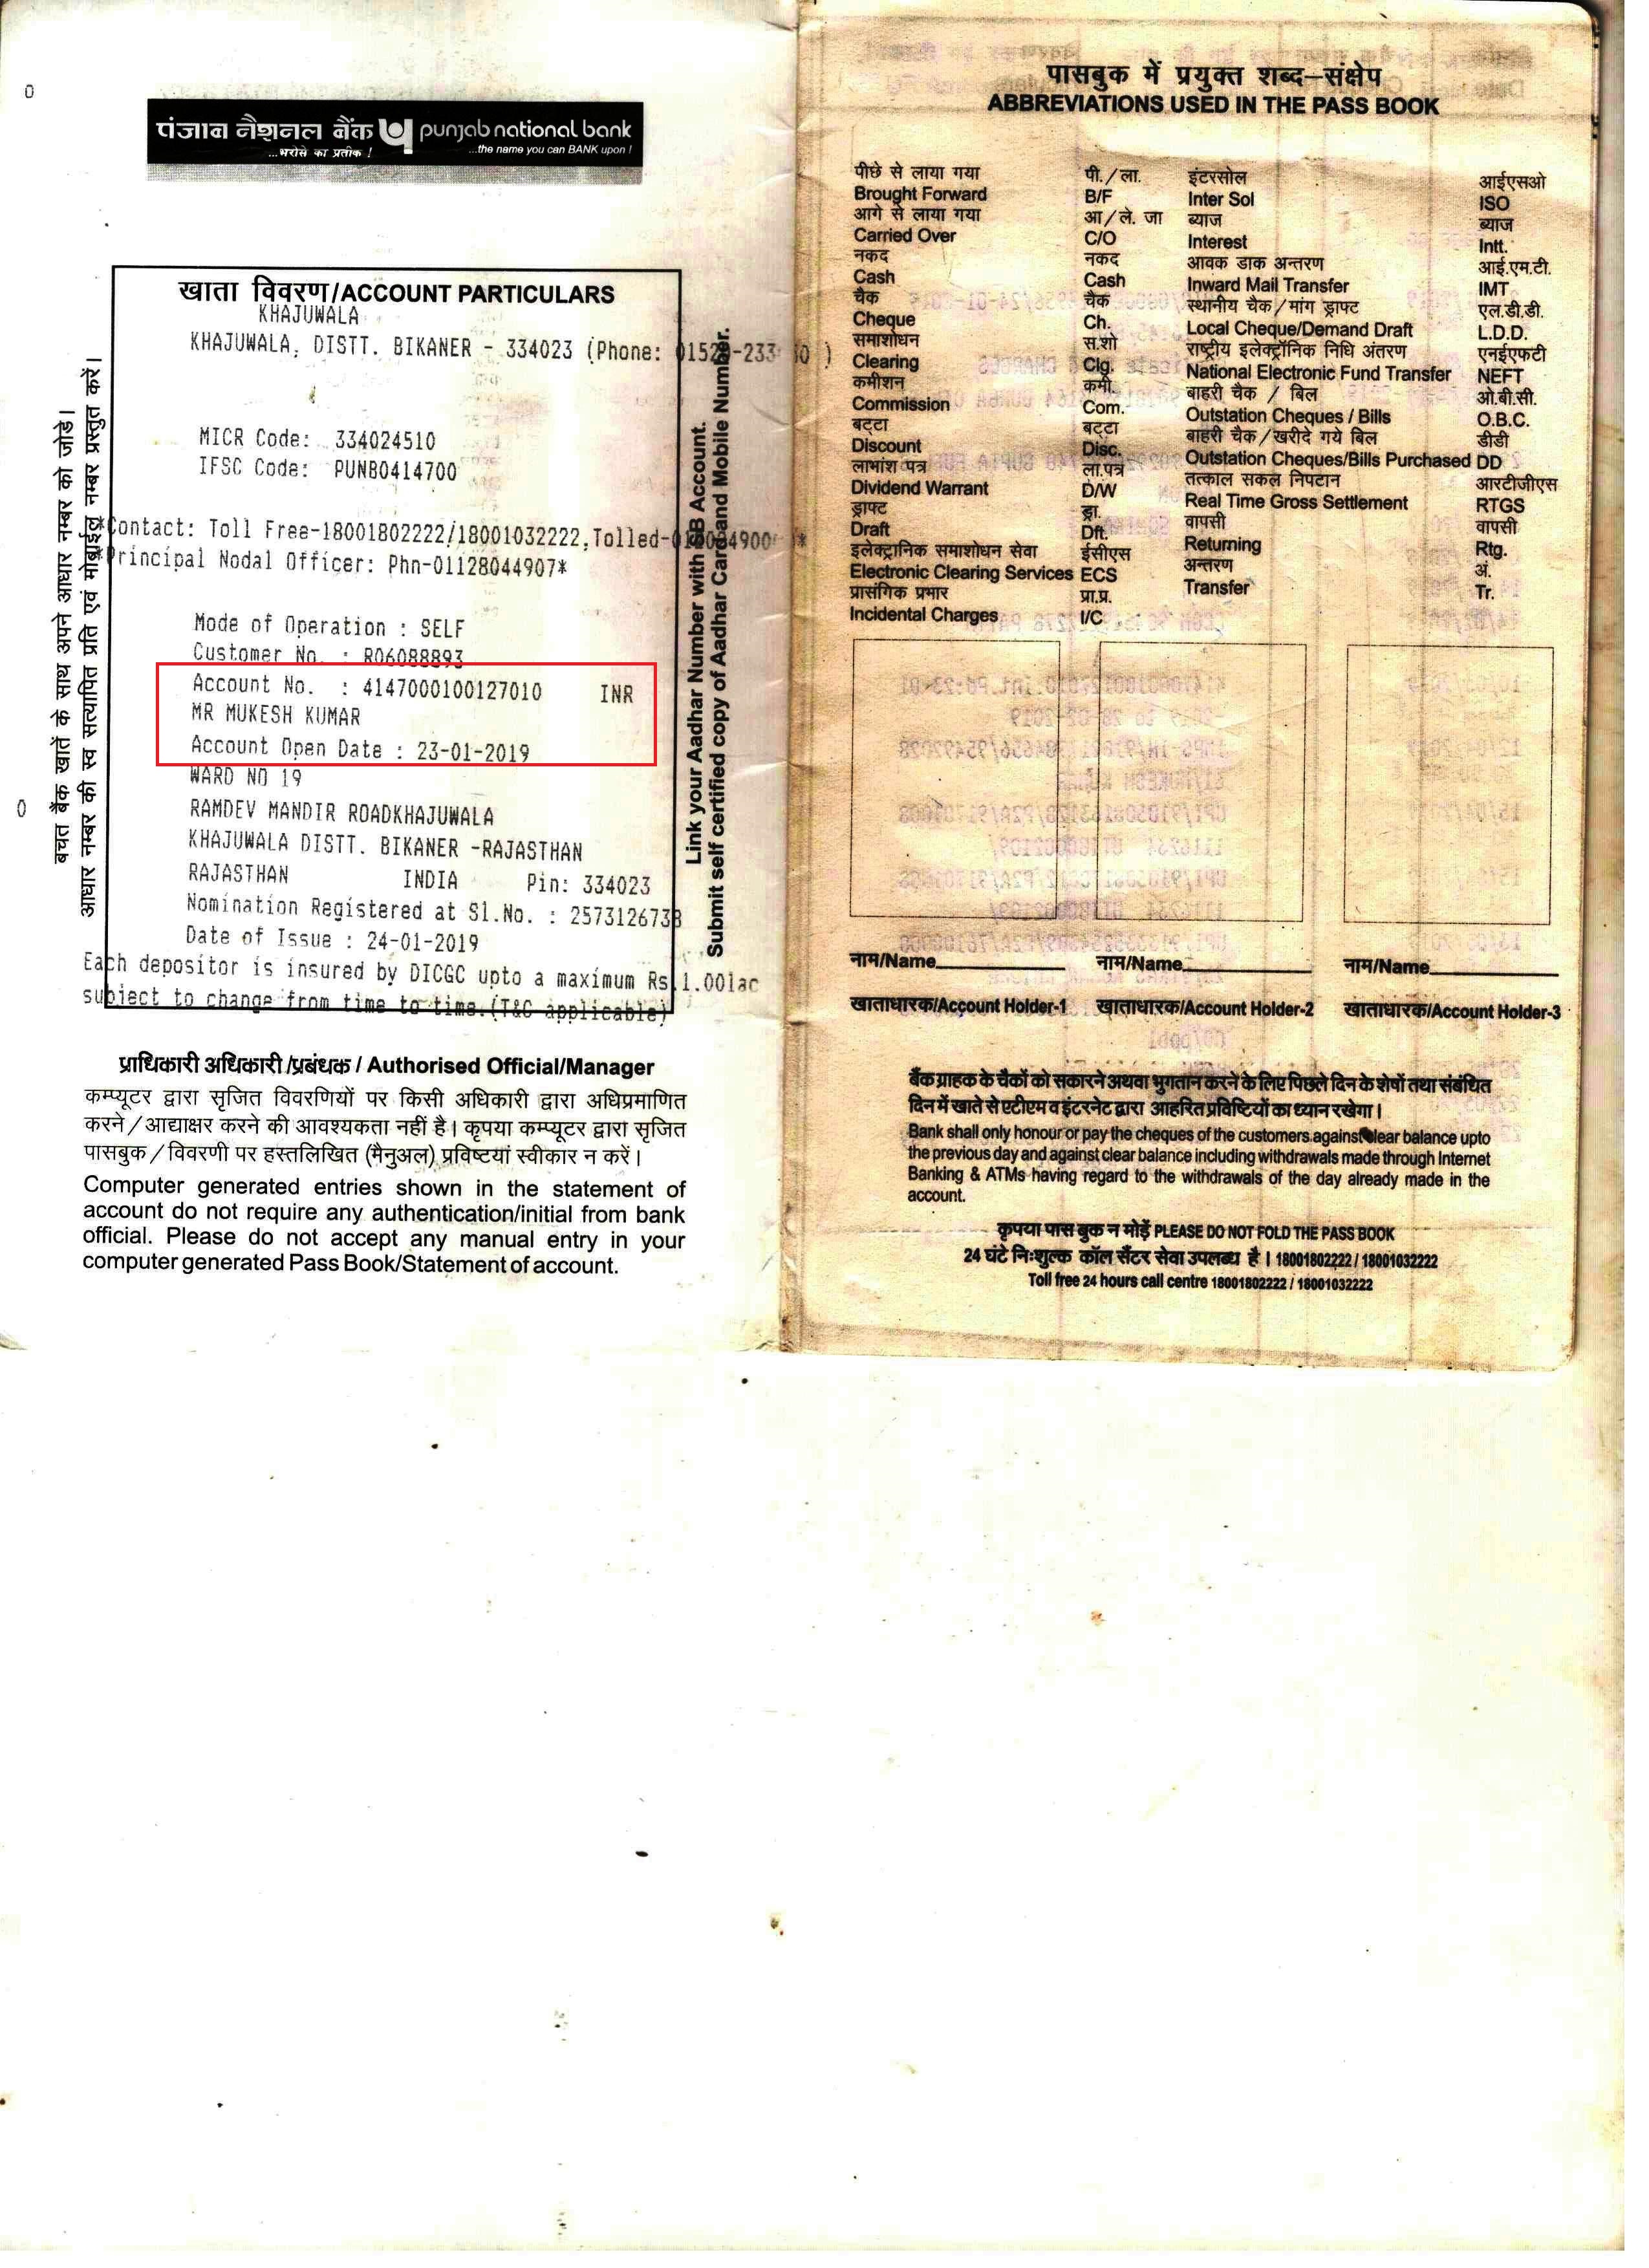 पंजाब नैशनल बैंक punjab national bank
...भरोसे का प्रतीक ! ...the name you can BANK upon !
खाता विवरण/ACCOUNT PARTICULARS
KHAJUWALA
KHAJUWALA, DISTT. BIKANER - 334023 (Phone:
MICR Code: 334024510
IFSC Code: PUNB0414700
*Contact: Toll Free-18001802222/18001032222,Tolled-
*Principal Nodal Officer: Phn-01128044907*
Mode of Operation : SELF
Customer No. : R06088893
Account No. : 4147000100127010 INR
MR MUKESH KUMAR
Account Open Date : 23-01-2019
WARD NO 19
RAMDEV MANDIR ROADKHAJUWALA
KHAJUWALA DISTT. BIKANER -RAJASTHAN
RAJASTHAN INDIA Pin: 334023
Nomination Registered at Sl.No. :
Date of Issue : 24-01-2019
Each depositor is insured by DICGC upto a maximum Rs.1.00lac
subject to change from time to time.(T&C applicable)
बचत बैंक खातें के साथ अपने आधार नम्बर को जोडें।
आधार नम्बर की स्व सत्यापित प्रति एवं मोबाईल नम्बर प्रस्तुत करें।
Link your Aadhar Number with SB Account.
Submit self certified copy of Aadhar Card and Mobile Number.
प्राधिकारी अधिकारी/प्रबंधक / Authorised Official/Manager
कम्प्यूटर द्वारा सृजित विवरणियों पर किसी अधिकारी द्वारा अधिप्रमाणित
करने/आद्याक्षर करने की आवश्यकता नहीं है। कृपया कम्प्यूटर द्वारा सृजित
पासबुक/विवरणी पर हस्तलिखित (मैनुअल) प्रविष्टयां स्वीकार न करें।
Computer generated entries shown in the statement of
account do not require any authentication/initial from bank
official. Please do not accept any manual entry in your
computer generated Pass Book/Statement of account.
पासबुक में प्रयुक्त शब्द–संक्षेप
ABBREVIATIONS USED IN THE PASS BOOK
पीछे से लाया गया पी./ला. इंटरसोल आईएसओ
Brought Forward B/F Inter Sol ISO
आगे से लाया गया आ/ले. जा ब्याज ब्याज
Carried Over C/O Interest Intt.
नकद नकद आवक डाक अन्तरण आई.एम.टी.
Cash Cash Inward Mail Transfer IMT
चैक चैक स्थानीय चैक/मांग ड्राफ्ट एल.डी.डी.
Cheque Ch. Local Cheque/Demand Draft L.D.D.
समाशोधन स.शो राष्ट्रीय इलेक्ट्रॉनिक निधि अंतरण एनईएफटी
Clearing Clg. National Electronic Fund Transfer NEFT
कमीशन कमी. बाहरी चैक / बिल ओ.बी.सी.
Commission Com. Outstation Cheques / Bills O.B.C.
बट्टा बट्टा बाहरी चैक/खरीदे गये बिल डीडी
Discount Disc. Outstation Cheques/Bills Purchased DD
लाभांश पत्र ला.पत्र तत्काल सकल निपटान आरटीजीएस
Dividend Warrant D/W Real Time Gross Settlement RTGS
ड्राफ्ट ड्रा. वापसी वापसी
Draft Dft. Returning Rtg.
इलेक्ट्रानिक समाशोधन सेवा ईसीएस अन्तरण अं.
Electronic Clearing Services ECS Transfer Tr.
प्रासंगिक प्रभार प्रा.प्र.
Incidental Charges I/C
नाम/Name नाम/Name नाम/Name
खाताधारक/Account Holder-1 खाताधारक/Account Holder-2 खाताधारक/Account Holder-3
बैंक ग्राहक के चैकों को सकारने अथवा भुगतान करने के लिए पिछले दिन के शेषों तथा संबंधित
दिन में खाते से एटीएम व इंटरनेट द्वारा आहरित प्रविष्टियों का ध्यान रखेगा।
Bank shall only honour or pay the cheques of the customers against clear balance upto
the previous day and against clear balance including withdrawals made through Internet
Banking & ATMs having regard to the withdrawals of the day already made in the
account.
कृपया पास बुक न मोड़ें PLEASE DO NOT FOLD THE PASS BOOK
24 घंटे निःशुल्क कॉल सैंटर सेवा उपलब्ध है। 18001802222 / 18001032222
Toll free 24 hours call centre 18001802222 / 18001032222